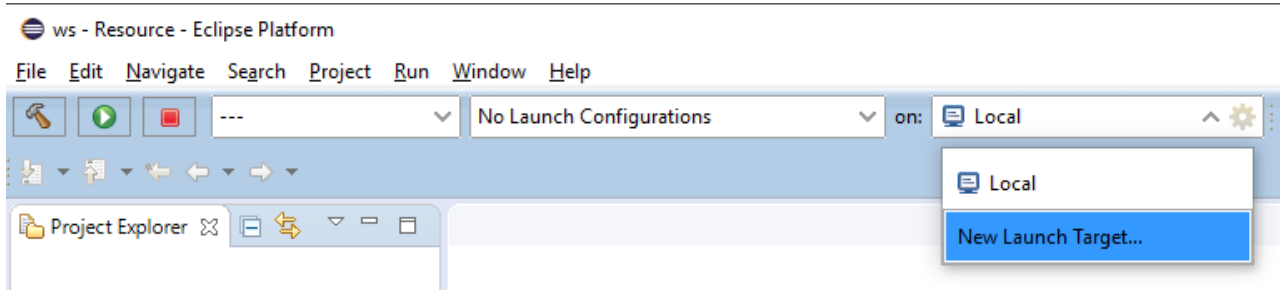 ws - Resource - Eclipse Platform
File Edit Navigate Search Project Run Window Help
--- No Launch Configurations on: Local
Local
Project Explorer
New Launch Target...